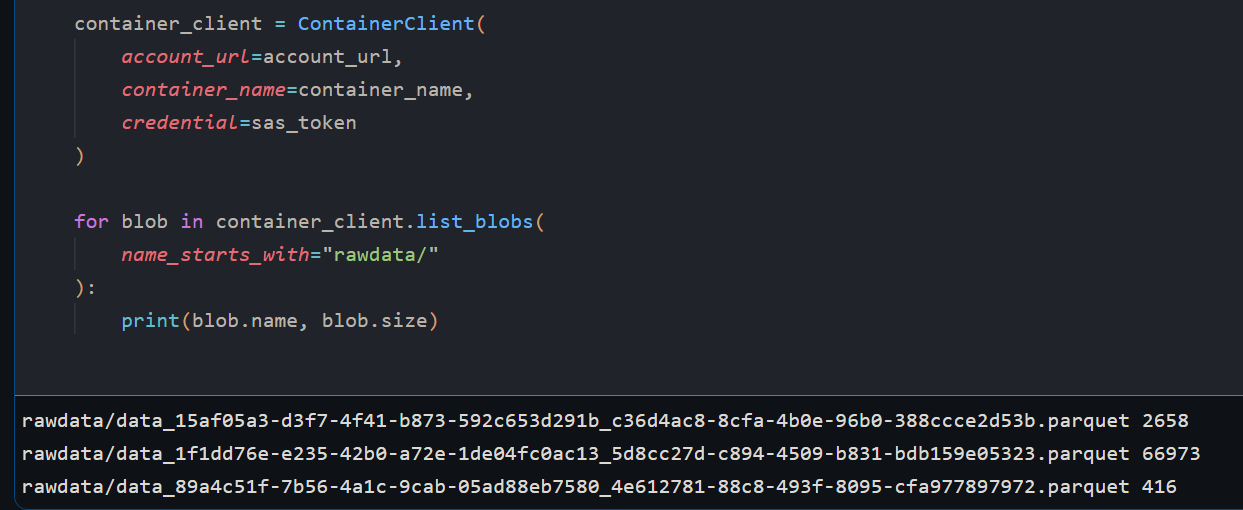 container_client = ContainerClient(
account_url=account_url,
container_name=container_name,
credential=sas_token
)
for blob in container_client.list_blobs(
name_starts_with="rawdata/"
):
print(blob.name, blob.size)
rawdata/data_15af05a3-d3f7-4f41-b873-592c653d291b_c36d4ac8-8cfa-4b0e-96b0-388ccce2d53b.parquet 2658
rawdata/data_1f1dd76e-e235-42b0-a72e-1de04fc0ac13_5d8cc27d-c894-4509-b831-bdb159e05323.parquet 66973
rawdata/data_89a4c51f-7b56-4a1c-9cab-05ad88eb7580_4e612781-88c8-493f-8095-cfa977897972.parquet 416